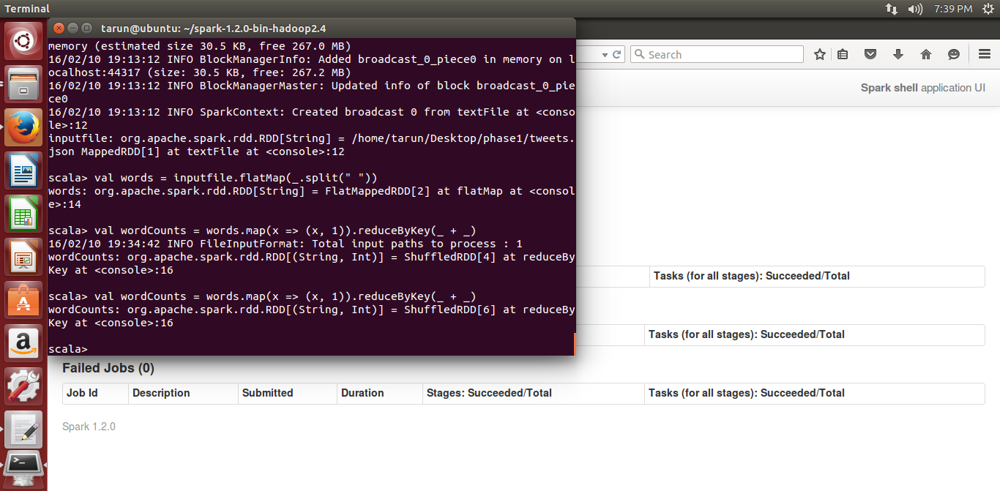 Terminal
7:39 PM
tarun@ubuntu: ~/spark-1.2.0-bin-hadoop2.4
memory (estimated size 30.5 KB, free 267.0 MB)
16/02/10 19:13:12 INFO BlockManagerInfo: Added broadcast_0_piece0 in memory on l
ocalhost:44317 (size: 30.5 KB, free: 267.2 MB)
16/02/10 19:13:12 INFO BlockManagerMaster: Updated info of block broadcast_0_pie
ce0
16/02/10 19:13:12 INFO SparkContext: Created broadcast 0 from textFile at <conso
le>:12
inputfile: org.apache.spark.rdd.RDD[String] = /home/tarun/Desktop/phase1/tweets.
json MappedRDD[1] at textFile at <console>:12
scala> val words = inputfile.flatMap(_.split(" "))
words: org.apache.spark.rdd.RDD[String] = FlatMappedRDD[2] at flatMap at <consol
e>:14
scala> val wordCounts = words.map(x => (x, 1)).reduceByKey(_ + _)
16/02/10 19:34:42 INFO FileInputFormat: Total input paths to process : 1
wordCounts: org.apache.spark.rdd.RDD[(String, Int)] = ShuffledRDD[4] at reduceBy
Key at <console>:16
scala> val wordCounts = words.map(x => (x, 1)).reduceByKey(_ + _)
wordCounts: org.apache.spark.rdd.RDD[(String, Int)] = ShuffledRDD[6] at reduceBy
Key at <console>:16
scala>
Search
Spark shell application UI
Tasks (for all stages): Succeeded/Total
Tasks (for all stages): Succeeded/Total
Failed Jobs (0)
Job Id Description Submitted Duration Stages: Succeeded/Total Tasks (for all stages): Succeeded/Total
Spark 1.2.0